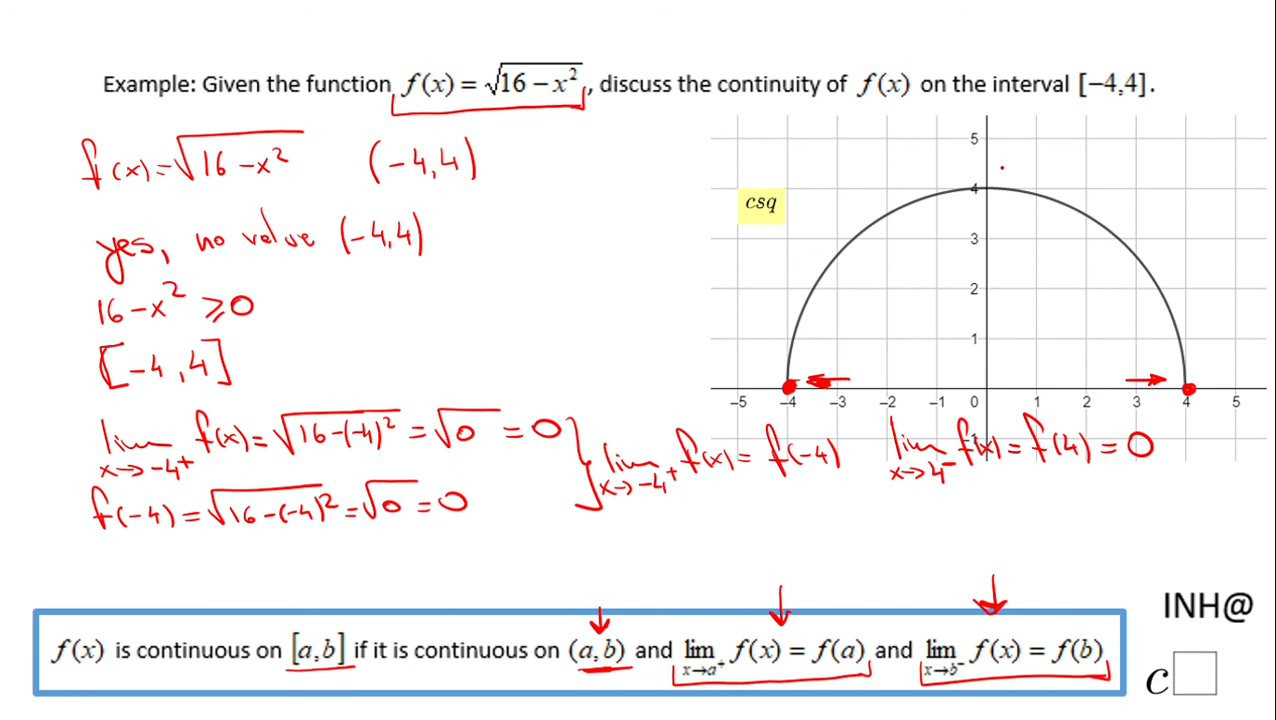 Example: Given the function f(x) = √(16 − x²), discuss the continuity of f(x) on the interval [−4,4].
f(x) = √(16 − x²) (−4,4)
yes, no value (−4,4)
16 − x² ≥ 0
[−4,4]
lim x→−4⁺ f(x) = √(16−(−4)²) = √0 = 0
f(−4) = √(16−(−4)²) = √0 = 0
lim x→−4⁺ f(x) = f(−4)
lim x→4⁻ f(x) = f(4) = 0
csq
5
4
3
2
1
−5 −4 −3 −2 −1 0 1 2 3 4 5
f(x) is continuous on [a,b] if it is continuous on (a,b) and lim x→a⁺ f(x) = f(a) and lim x→b⁻ f(x) = f(b)
INH@
c